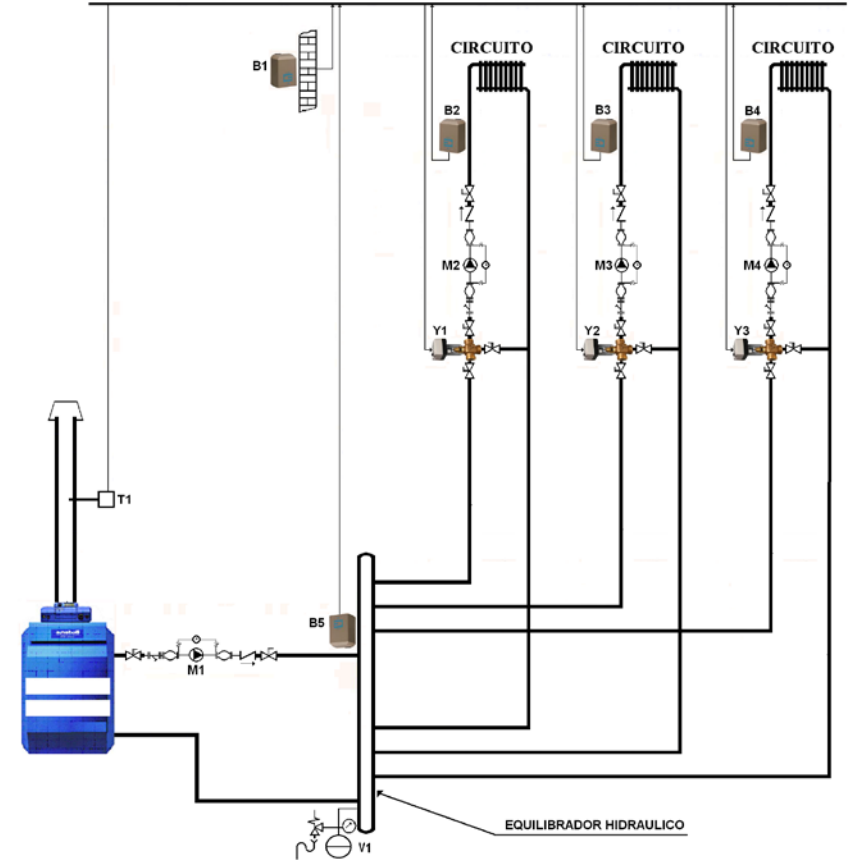 CIRCUITO CIRCUITO CIRCUITO
B1
B2 B3 B4
M2 M3 M4
Y1 Y2 Y3
T1
B5
M1
EQUILIBRADOR HIDRAULICO
V1